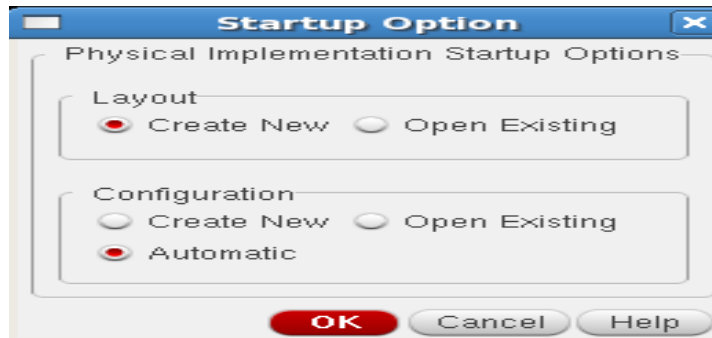 Startup Option
Physical Implementation Startup Options
Layout
Create New Open Existing
Configuration
Create New Open Existing
Automatic
OK Cancel Help